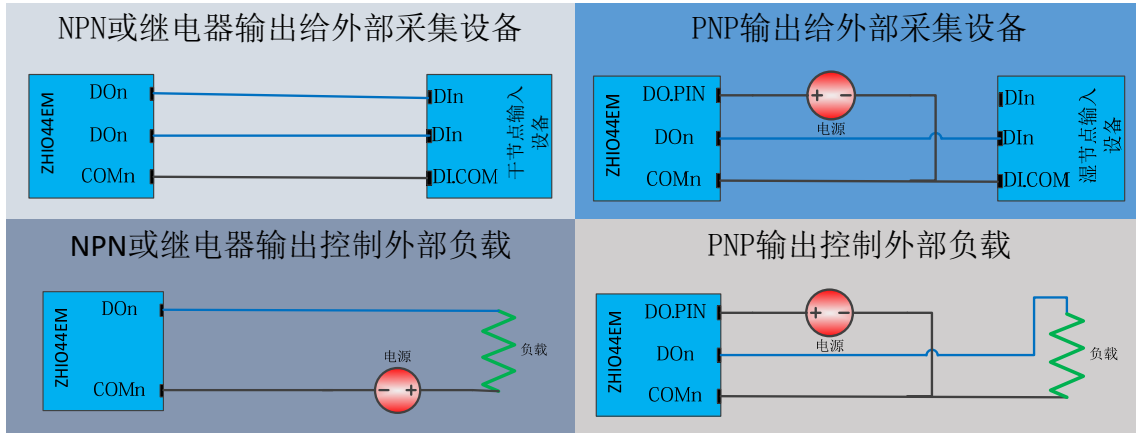 NPN或继电器输出给外部采集设备
ZHIO44EM
DOn
DOn
COMn
DIn
DIn
DI.COM
干节点输入
设备
PNP输出给外部采集设备
ZHIO44EM
DO.PIN
DOn
COMn
电源
DIn
DIn
DI.COM
湿节点输入
设备
NPN或继电器输出控制外部负载
ZHIO44EM
DOn
COMn
电源
负载
PNP输出控制外部负载
ZHIO44EM
DO.PIN
DOn
COMn
电源
负载